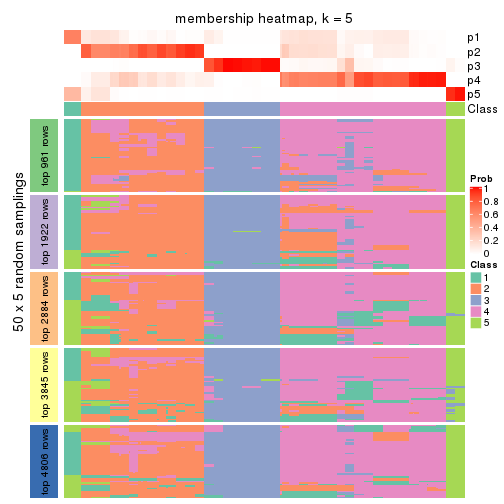 membership heatmap, k = 5
p1
p2
p3
p4
p5
Class
50 x 5 random samplings
top 961 rows
top 1922 rows
top 2884 rows
top 3845 rows
top 4806 rows
Prob
1
0.8
0.6
0.4
0.2
0
Class
1
2
3
4
5